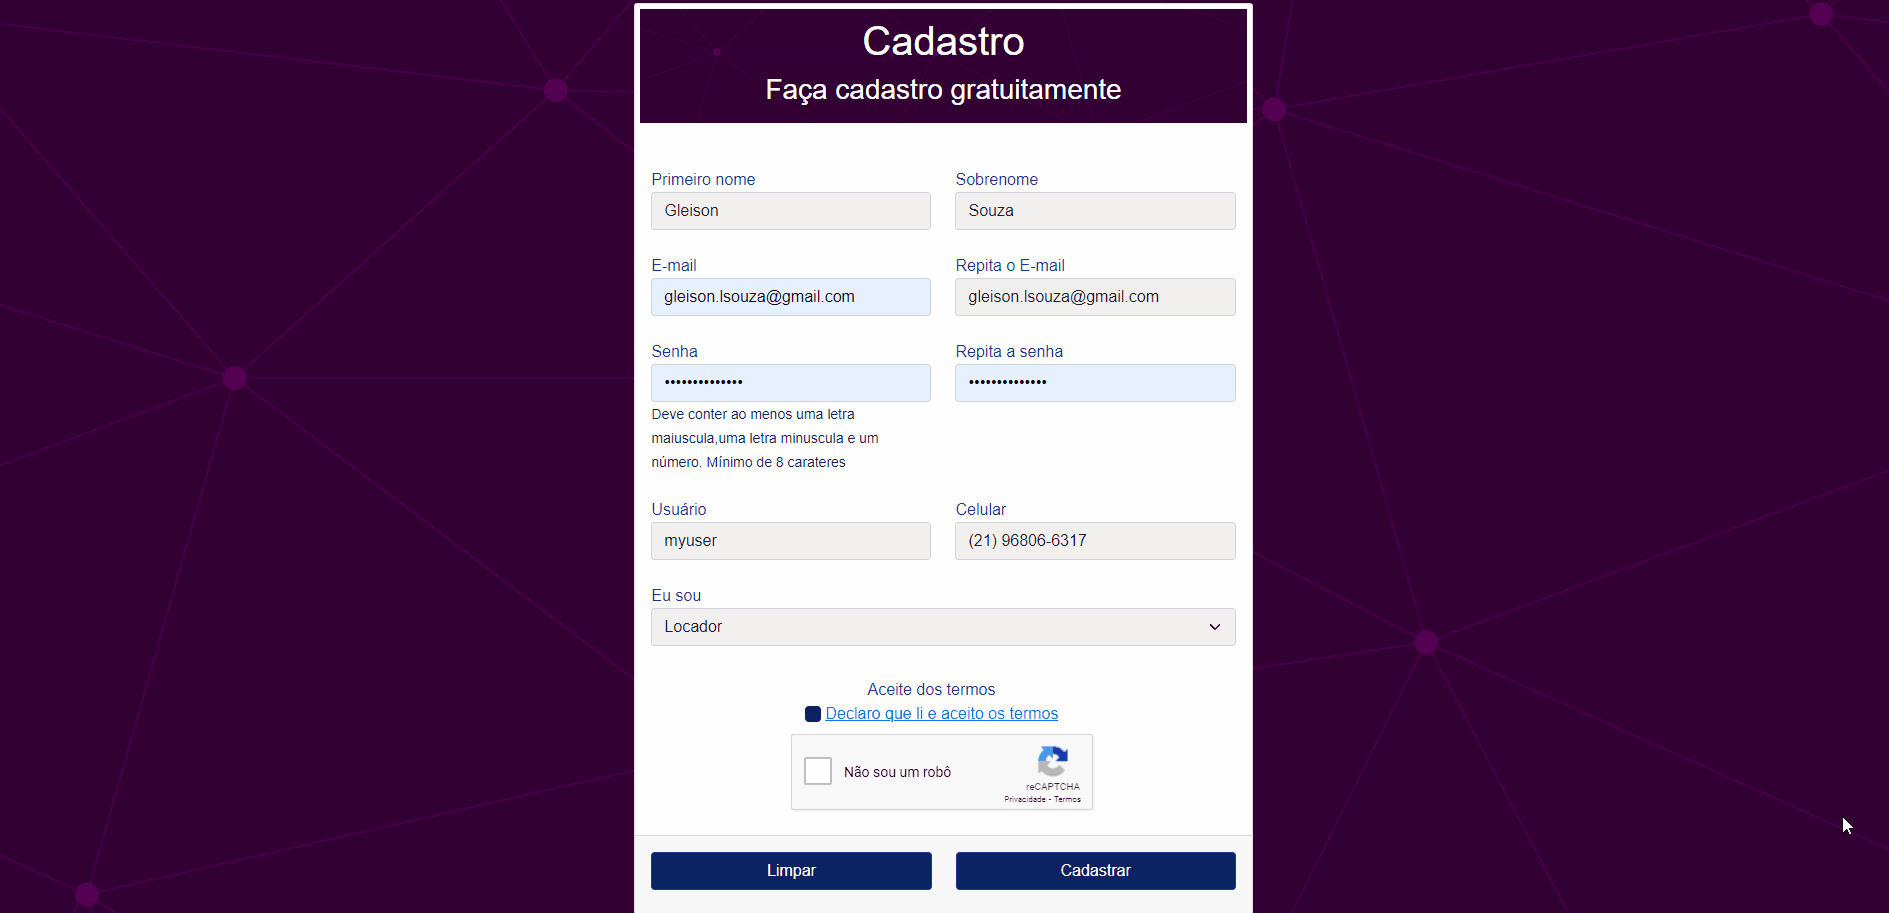 Cadastro
Faça cadastro gratuitamente
Primeiro nome
Sobrenome
Gleison
Souza
E-mail
Repita o E-mail
gleison.lsouza@gmail.com
gleison.lsouza@gmail.com
Senha
Repita a senha
••••••••••••••
••••••••••••••
Deve conter ao menos uma letra
maiuscula,uma letra minuscula e um
número. Mínimo de 8 carateres
Usuário
Celular
myuser
(21) 96806-6317
Eu sou
Locador
Aceite dos termos
Declaro que li e aceito os termos
Não sou um robô
reCAPTCHA
Privacidade - Termos
Limpar
Cadastrar